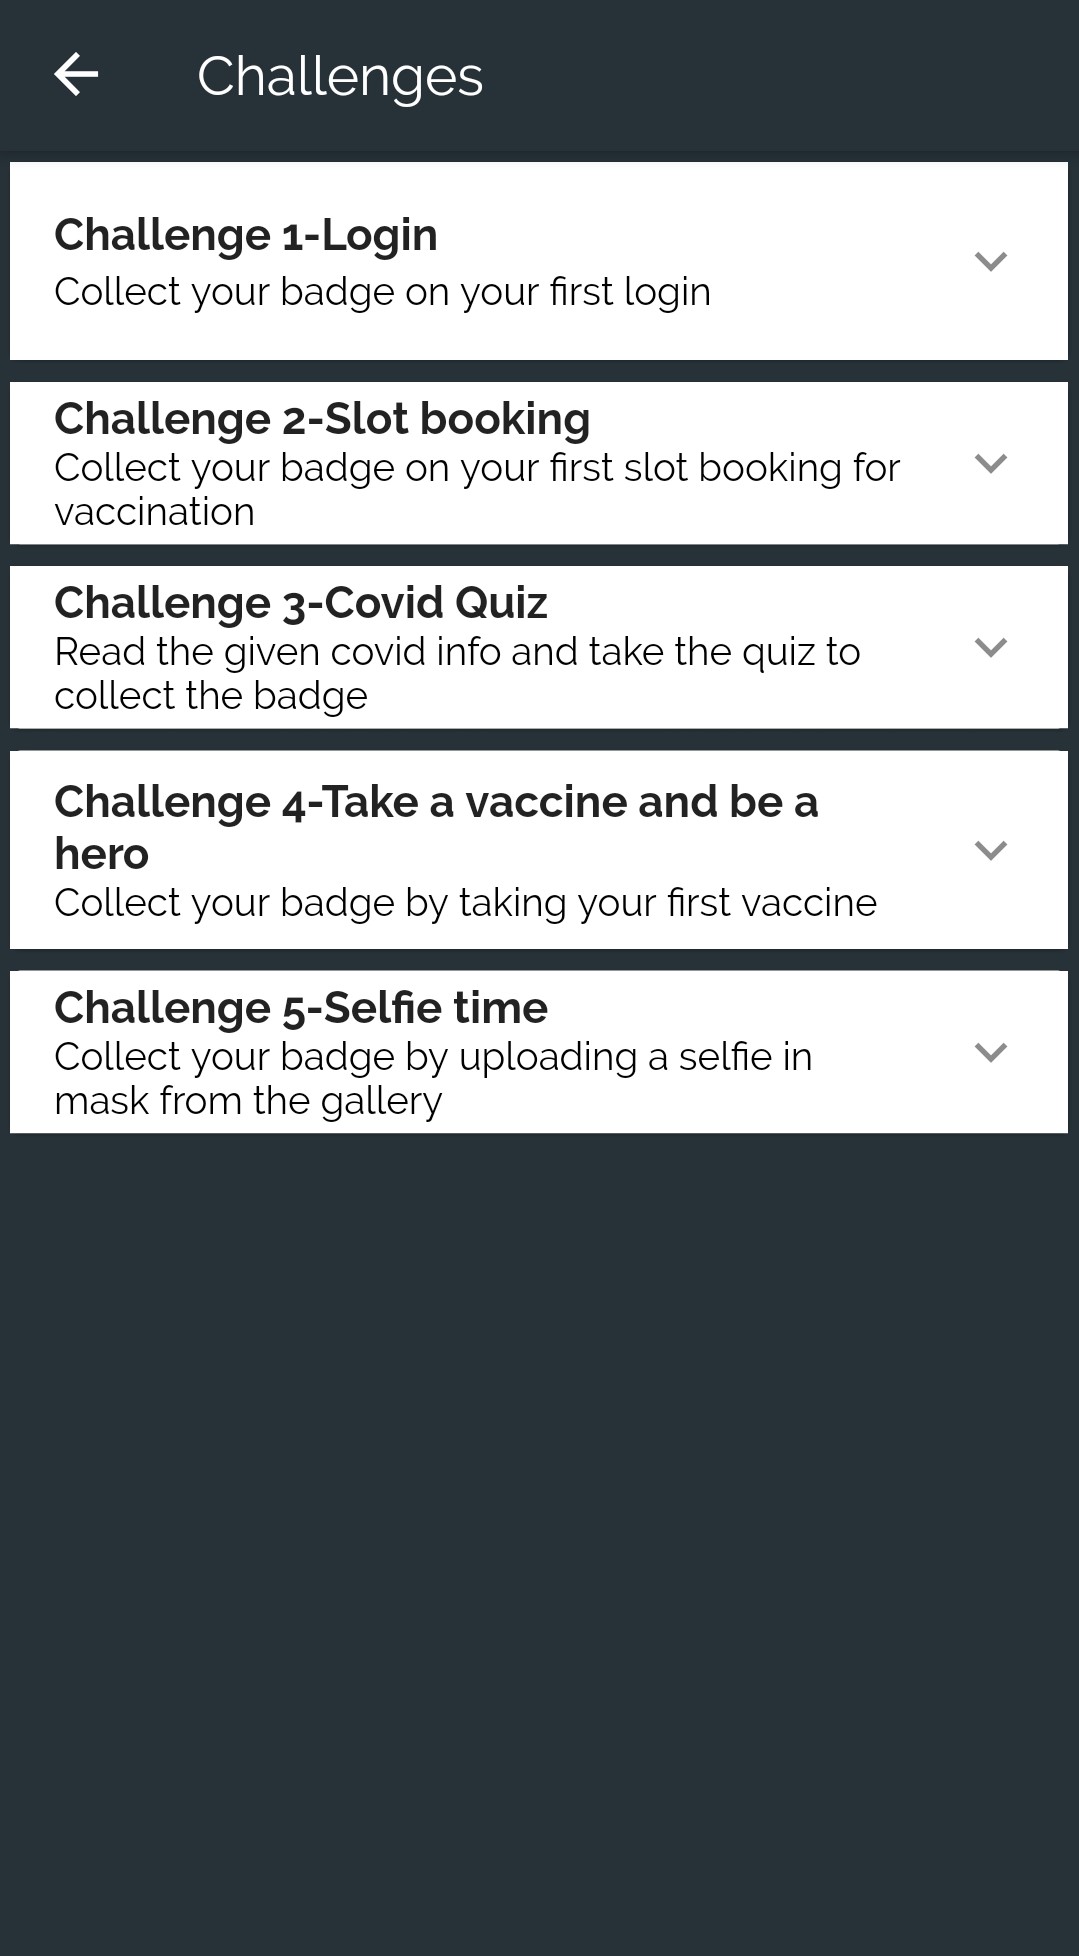 Challenges
Challenge 1-Login
Collect your badge on your first login
Challenge 2-Slot booking
Collect your badge on your first slot booking for
vaccination
Challenge 3-Covid Quiz
Read the given covid info and take the quiz to
collect the badge
Challenge 4-Take a vaccine and be a
hero
Collect your badge by taking your first vaccine
Challenge 5-Selfie time
Collect your badge by uploading a selfie in
mask from the gallery